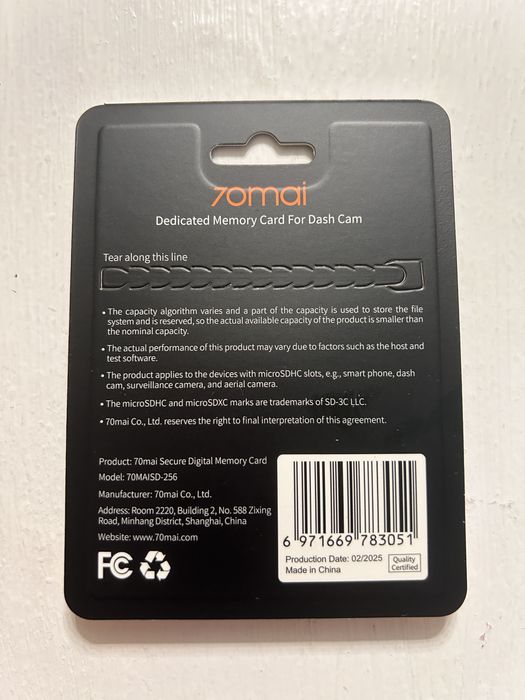 70mai
Dedicated Memory Card For Dash Cam
Tear along this line
• The capacity algorithm varies and a part of the capacity is used to store the file
system and is reserved, so the actual available capacity of the product is smaller than
the nominal capacity.
• The actual performance of this product may vary due to factors such as the host and
test software.
• The product applies to the devices with microSDHC slots, e.g., smart phone, dash
cam, surveillance camera, and aerial camera.
• The microSDHC and microSDXC marks are trademarks of SD-3C LLC.
• 70mai Co., Ltd. reserves the right to final interpretation of this agreement.
Product: 70mai Secure Digital Memory Card
Model: 70MAISD-256
Manufacturer: 70mai Co., Ltd.
Address: Room 2220, Building 2, No. 588 Zixing
Road, Minhang District, Shanghai, China
Website: www.70mai.com
FC
6 971669 783051
Production Date: 02/2025
Made in China
Quality
Certified